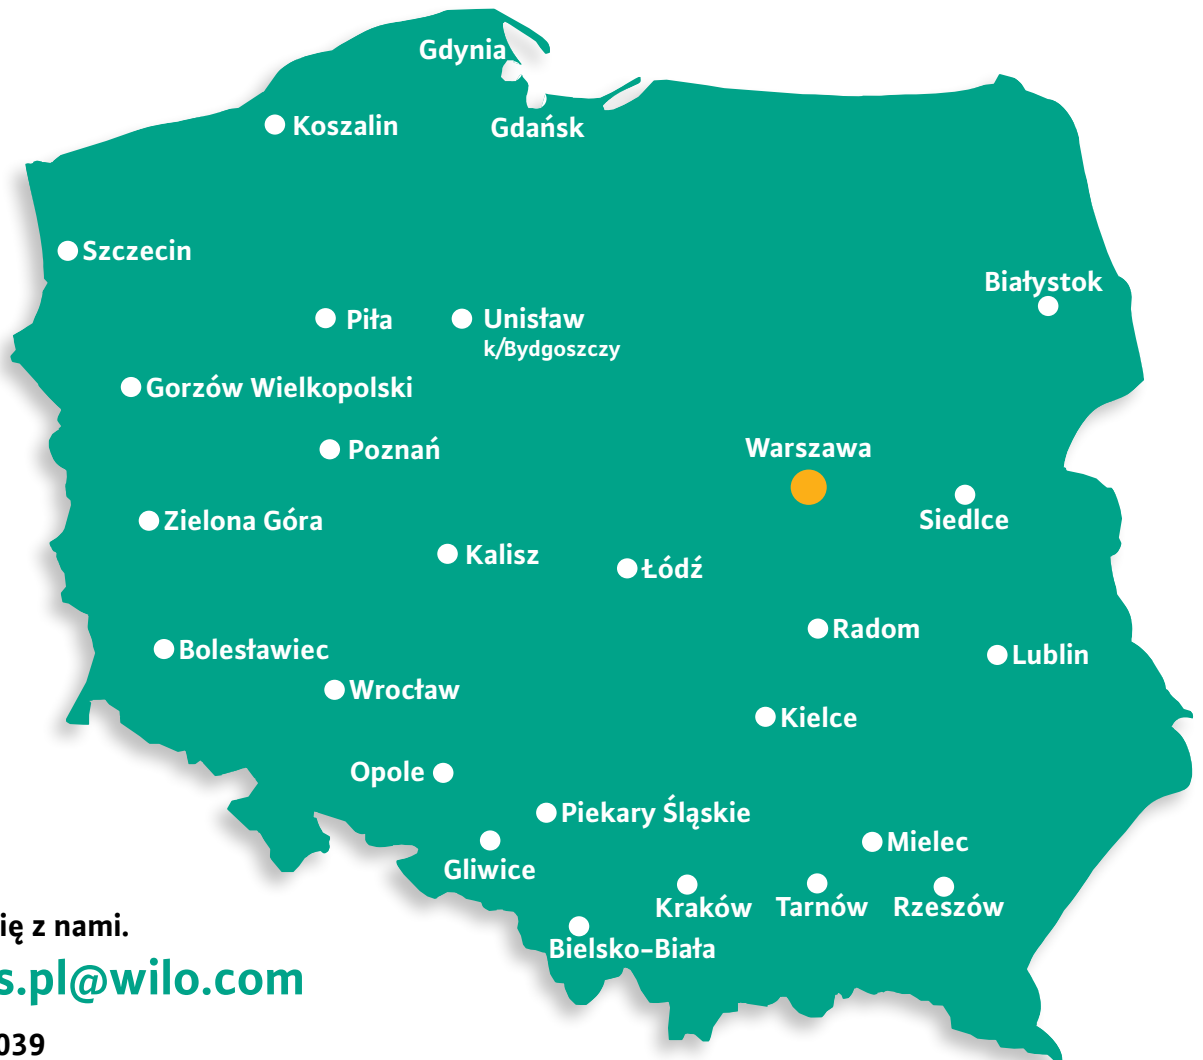 Gdynia
Koszalin
Gdańsk
Szczecin
Białystok
Piła
Unisław
k/Bydgoszczy
Gorzów Wielkopolski
Poznań
Warszawa
Siedlce
Zielona Góra
Kalisz
Łódź
Radom
Bolesławiec
Lublin
Wrocław
Kielce
Opole
Piekary Śląskie
Mielec
Gliwice
Kraków
Tarnów
Rzeszów
Bielsko-Biała
ię z nami.
s.pl@wilo.com
039